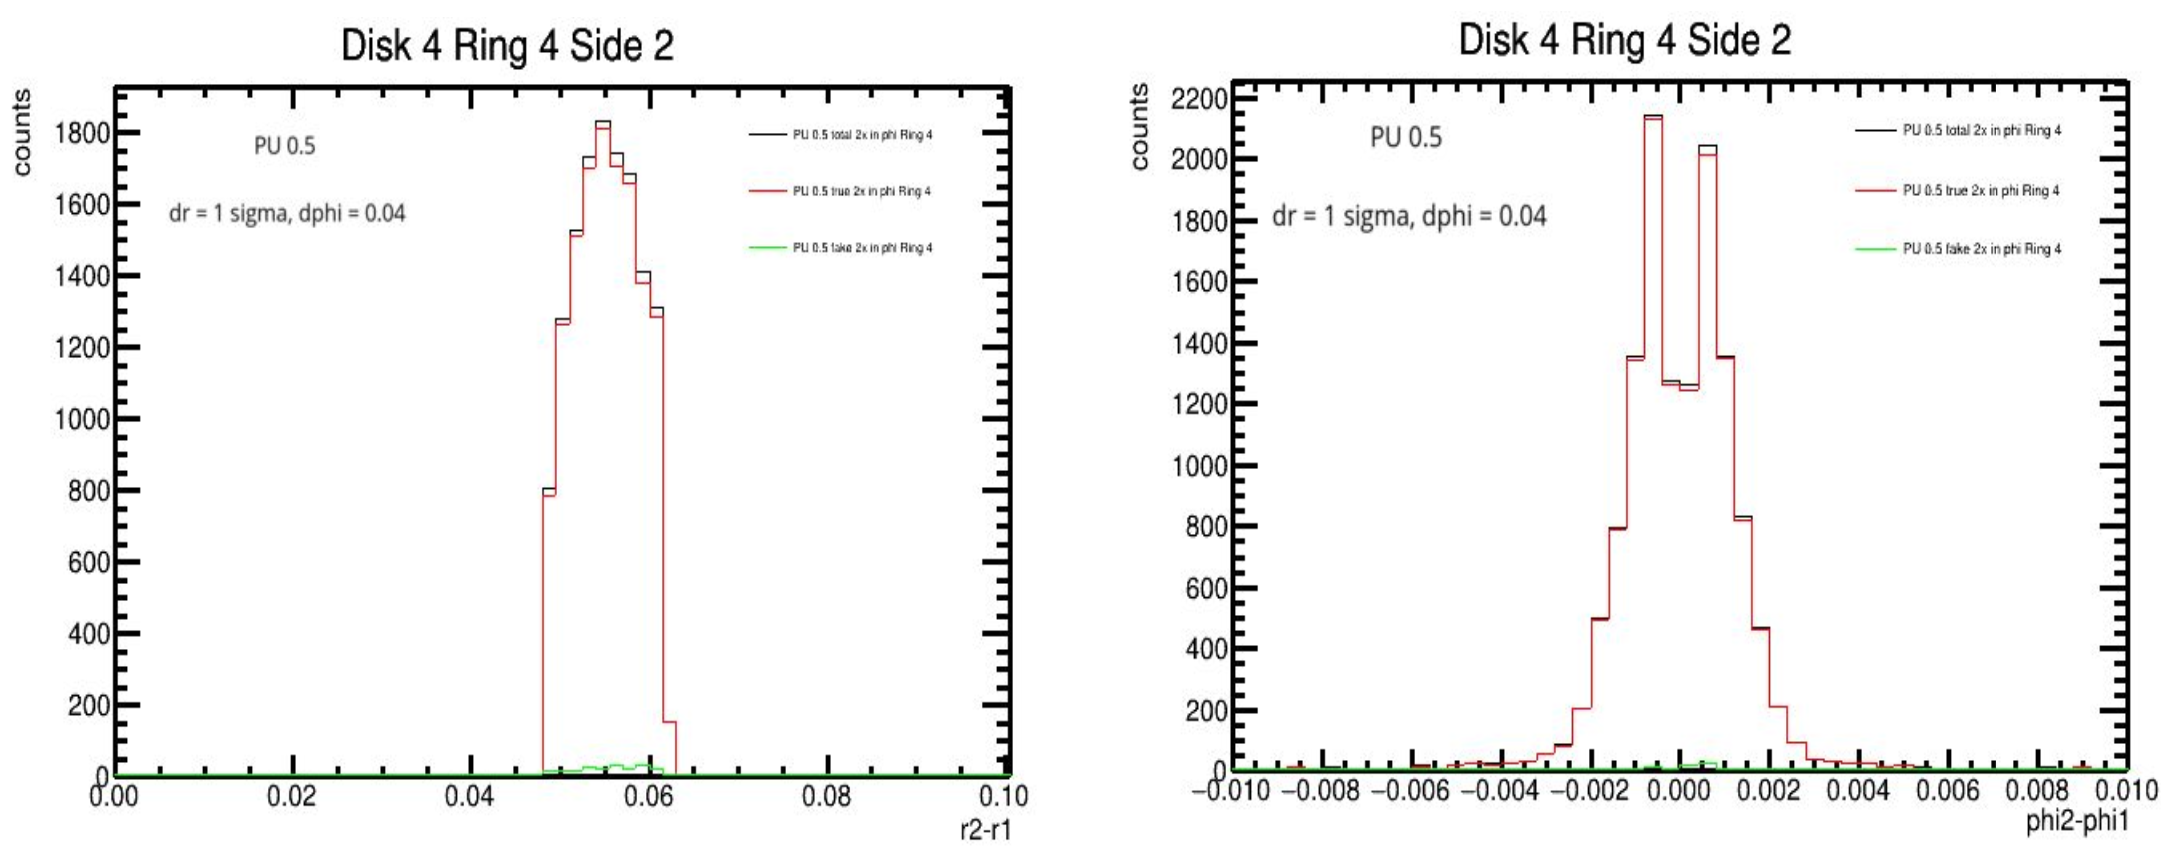 Disk 4 Ring 4 Side 2
counts
PU 0.5
dr = 1 sigma, dphi = 0.04
PU 0.5 total 2x in phi Ring 4
PU 0.5 true 2x in phi Ring 4
PU 0.5 fake 2x in phi Ring 4
1800
1600
1400
1200
1000
800
600
400
200
0
0.00 0.02 0.04 0.06 0.08 0.10
r2-r1
Disk 4 Ring 4 Side 2
counts
PU 0.5
dr = 1 sigma, dphi = 0.04
PU 0.5 total 2x in phi Ring 4
PU 0.5 true 2x in phi Ring 4
PU 0.5 fake 2x in phi Ring 4
2200
2000
1800
1600
1400
1200
1000
800
600
400
200
0
−0.010 −0.008 −0.006 −0.004 −0.002 0.000 0.002 0.004 0.006 0.008 0.010
phi2-phi1